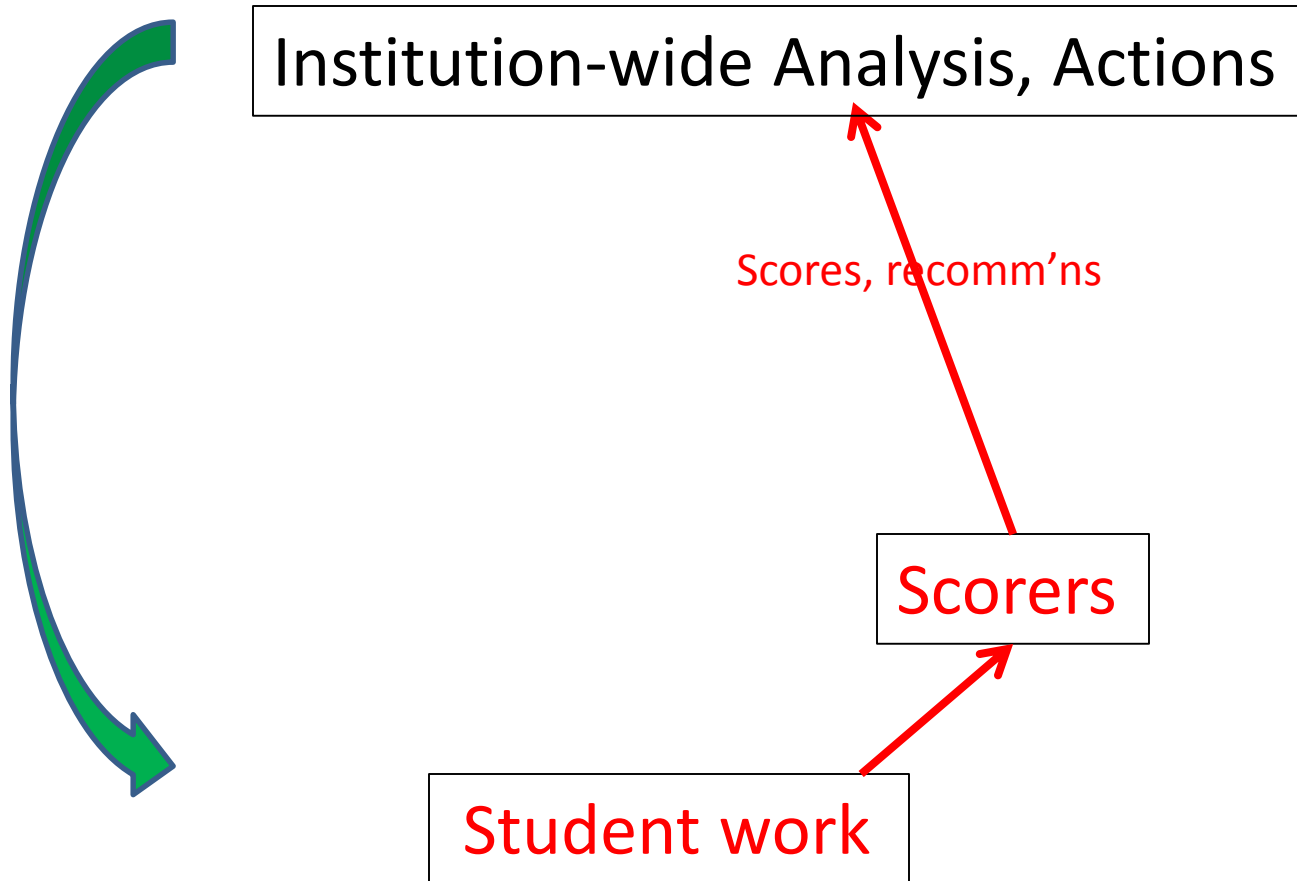 Institution-wide Analysis, Actions
Scores, recomm’ns
Scorers
Student work